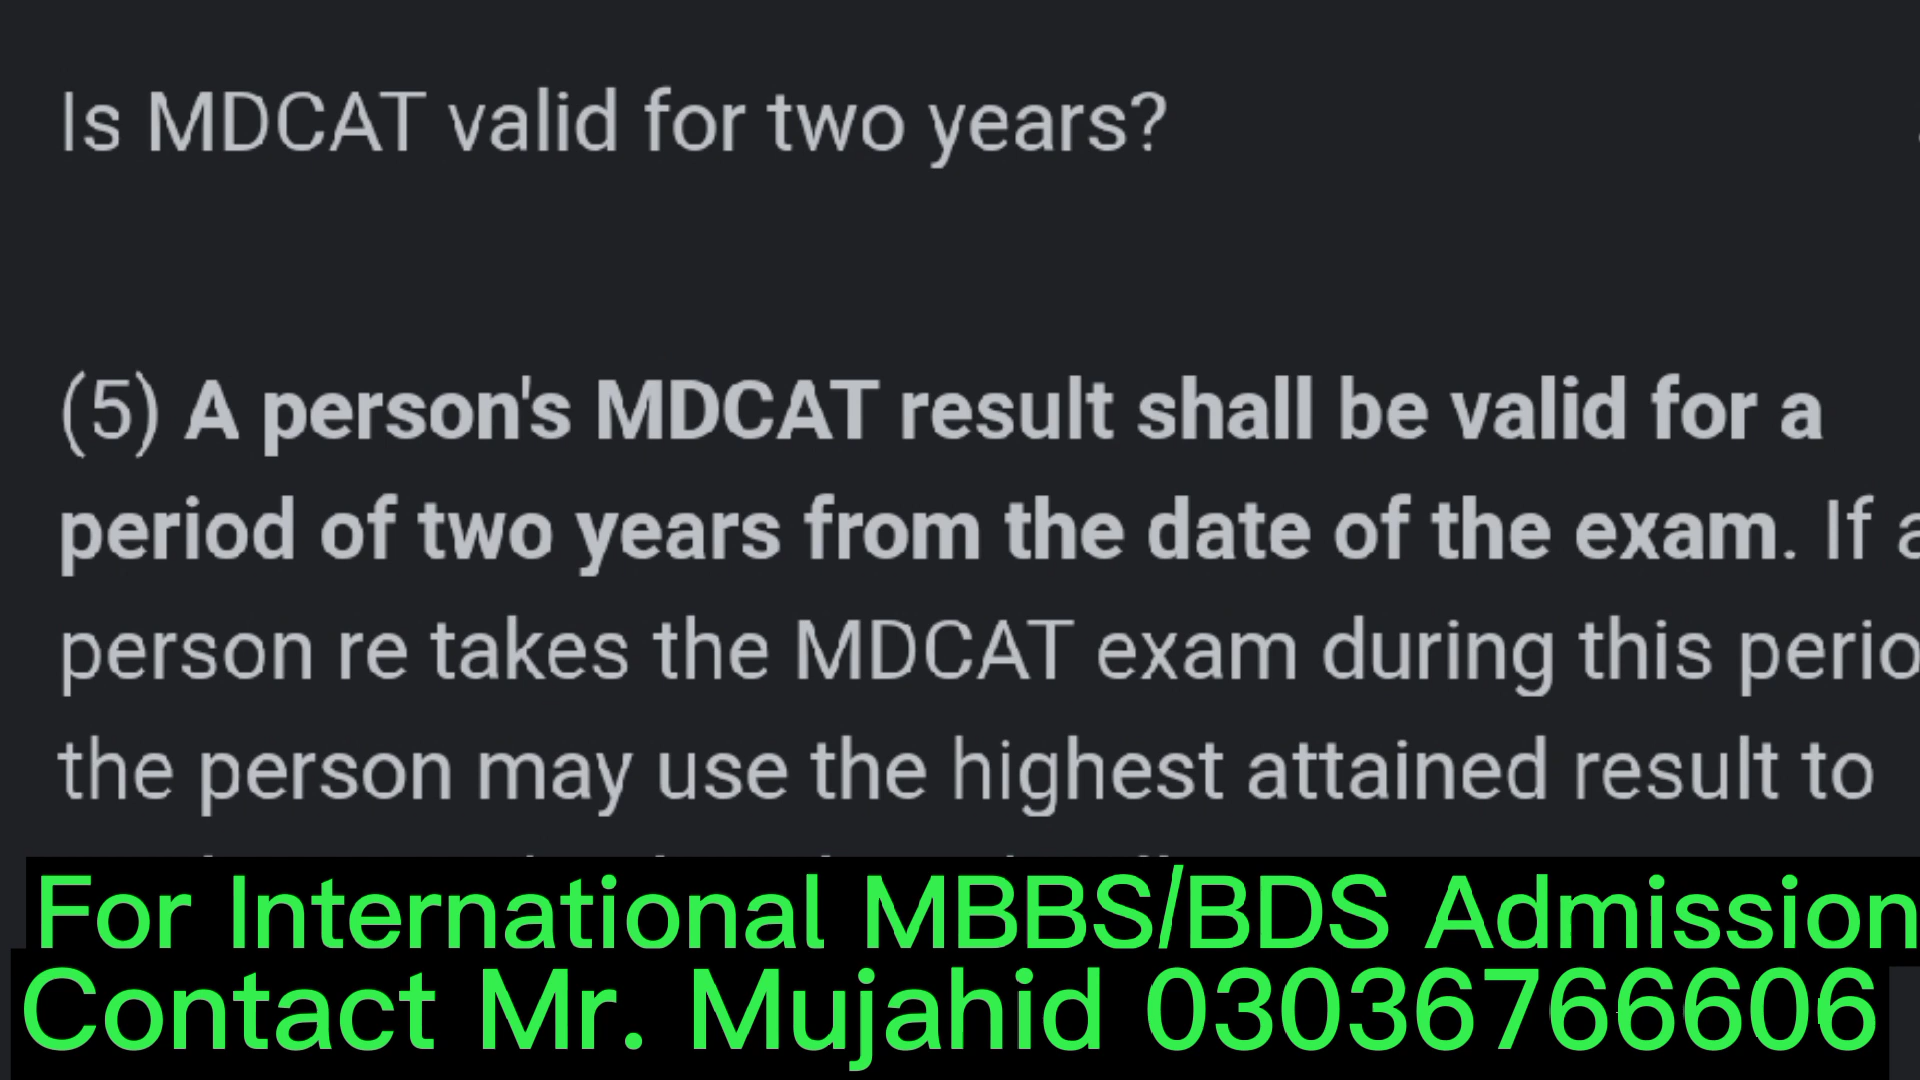 Is MDCAT valid for two years?
(5) A person's MDCAT result shall be valid for a
period of two years from the date of the exam. If a
person re takes the MDCAT exam during this perio
the person may use the highest attained result to
For International MBBS/BDS Admission
Contact Mr. Mujahid 03036766606